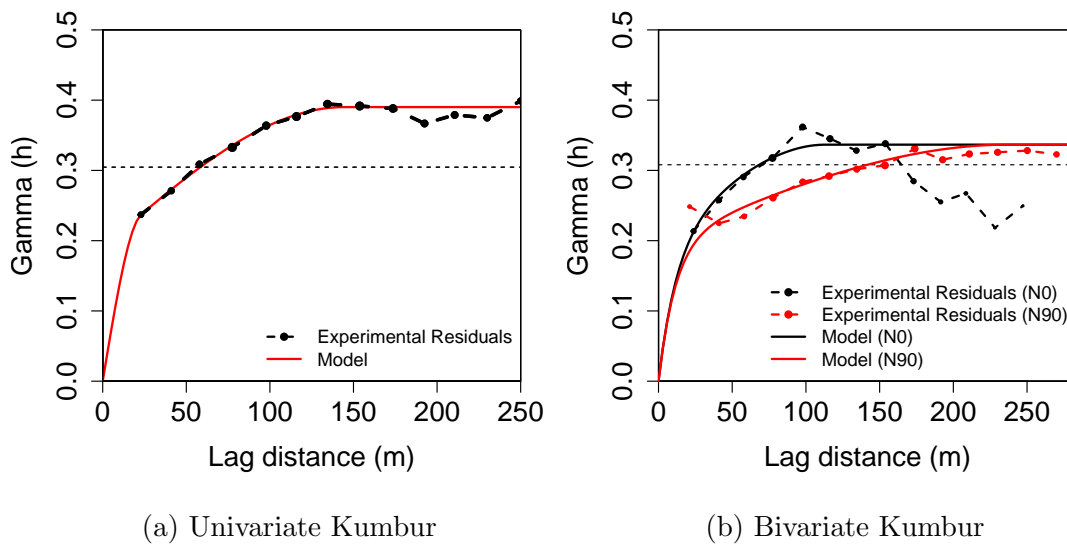 0.5
0.4
0.3
0.2
0.1
0.0
Gamma (h)
Experimental Residuals
Model
0 50 100 150 200 250
Lag distance (m)
(a) Univariate Kumbur
0.5
0.4
0.3
0.2
0.1
0.0
Gamma (h)
Experimental Residuals (N0)
Experimental Residuals (N90)
Model (N0)
Model (N90)
0 50 100 150 200 250
Lag distance (m)
(b) Bivariate Kumbur